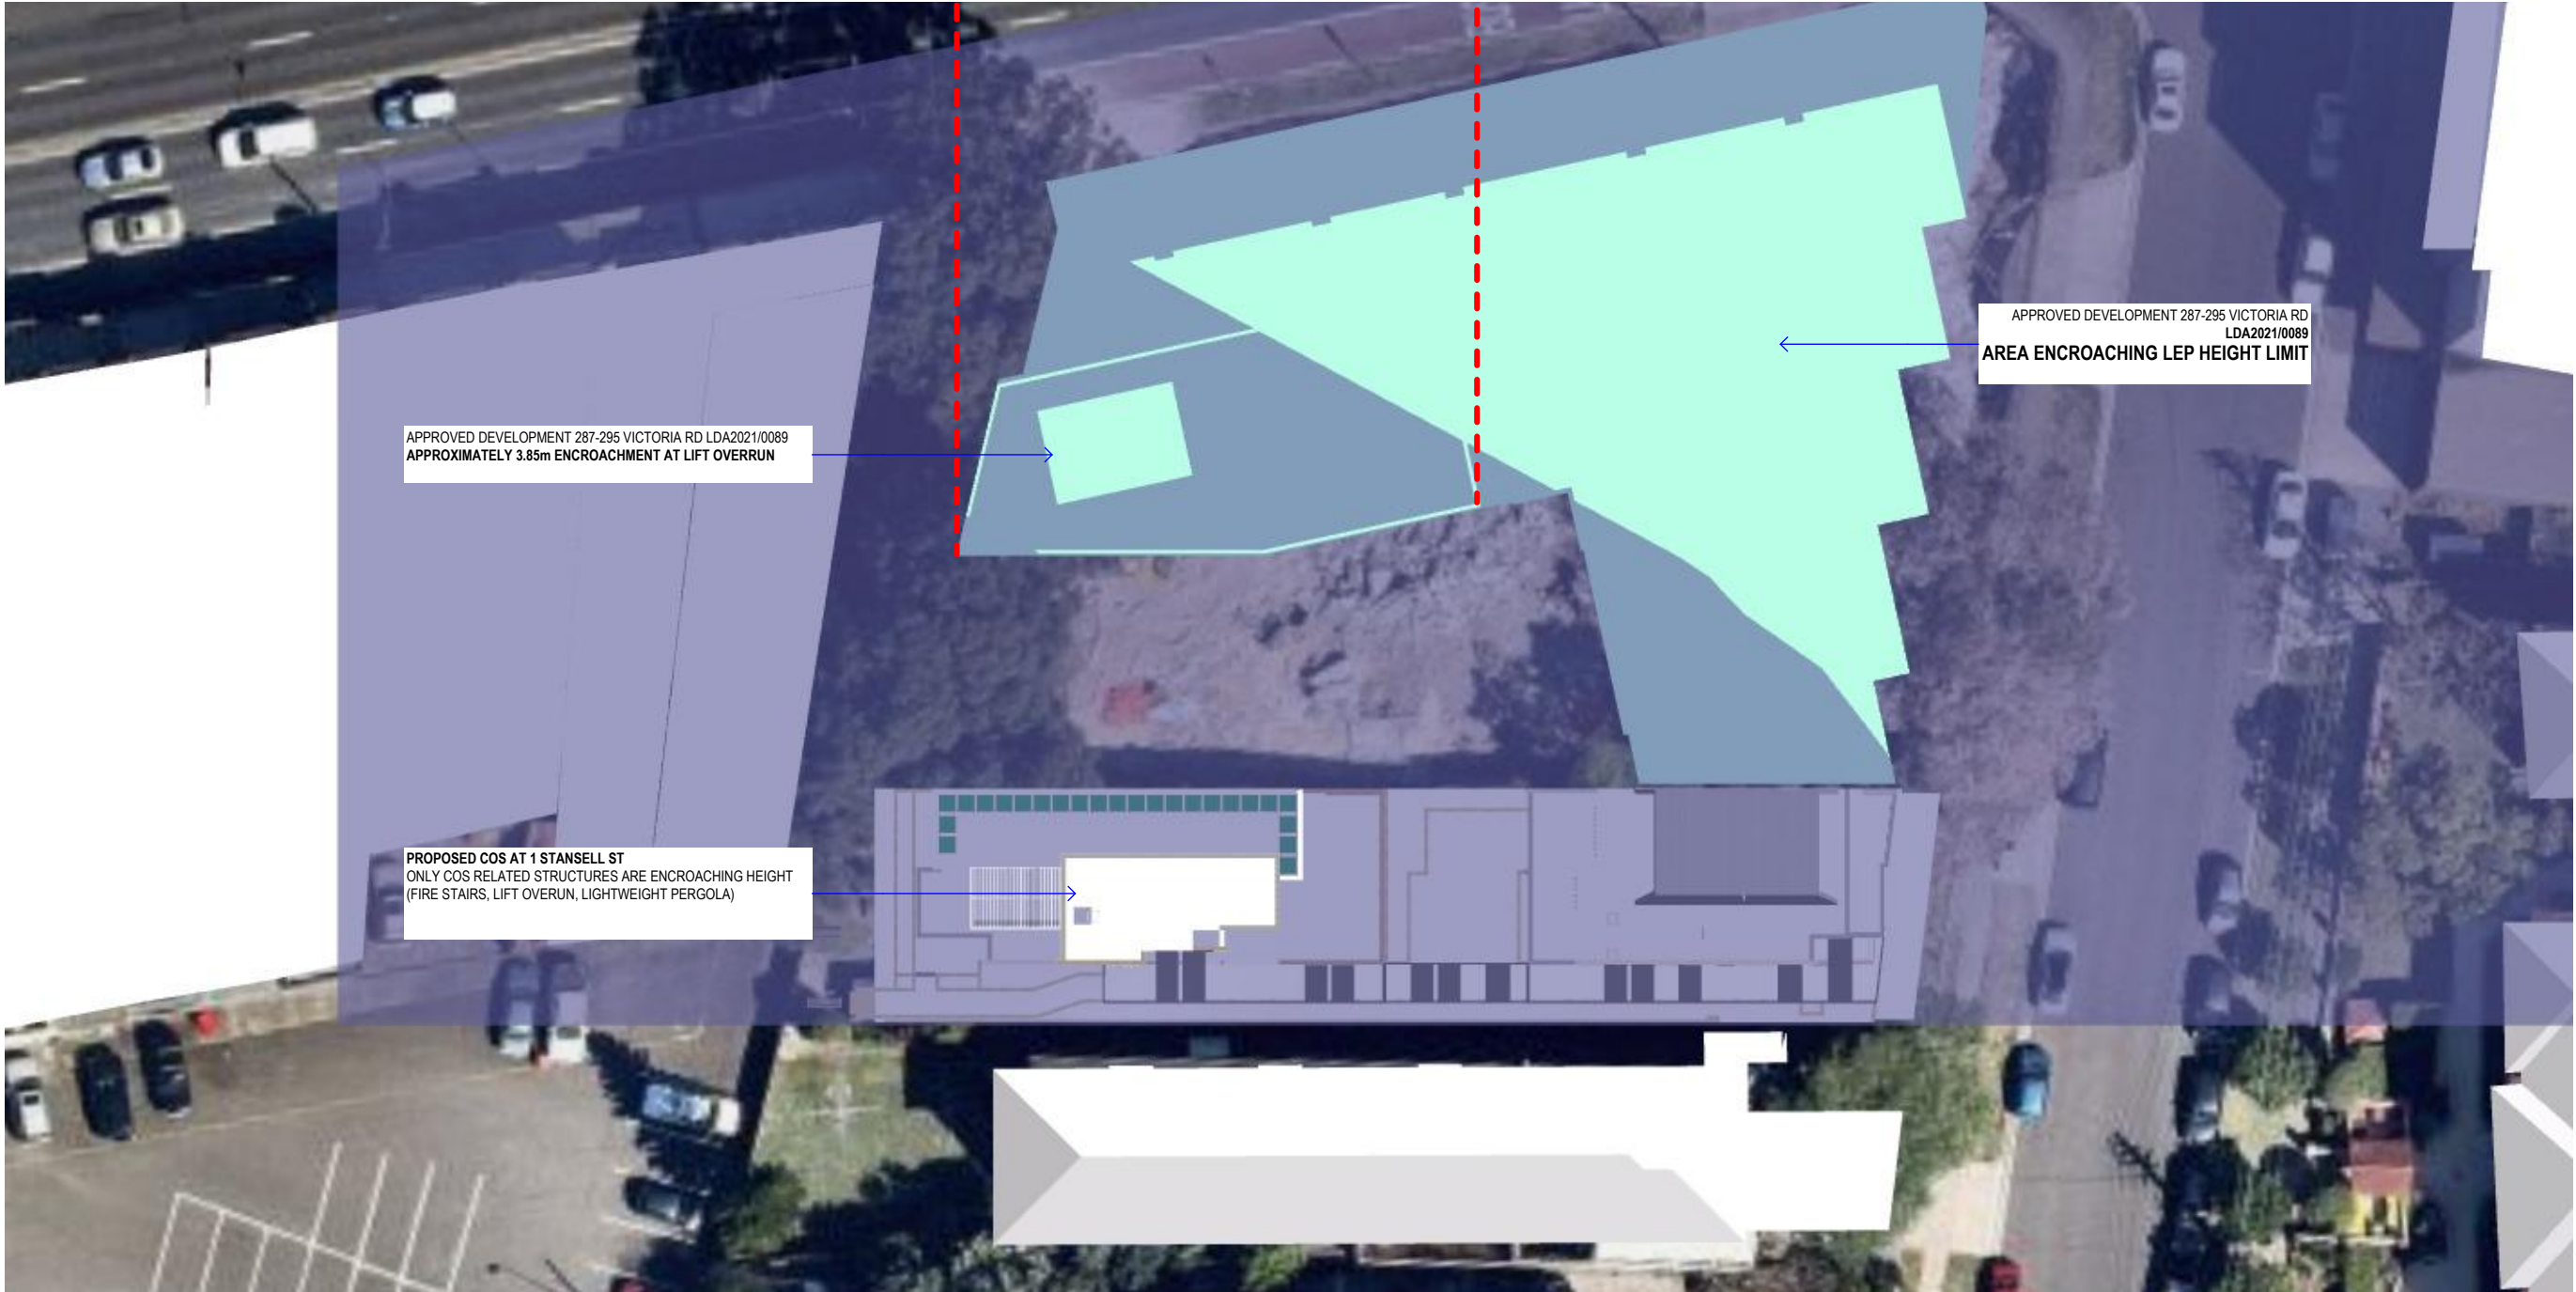 APPROVED DEVELOPMENT 287-295 VICTORIA RD
LDA2021/0089
AREA ENCROACHING LEP HEIGHT LIMIT
APPROVED DEVELOPMENT 287-295 VICTORIA RD LDA2021/0089
APPROXIMATELY 3.85m ENCROACHMENT AT LIFT OVERRUN
PROPOSED COS AT 1 STANSELL ST
ONLY COS RELATED STRUCTURES ARE ENCROACHING HEIGHT
(FIRE STAIRS, LIFT OVERUN, LIGHTWEIGHT PERGOLA)